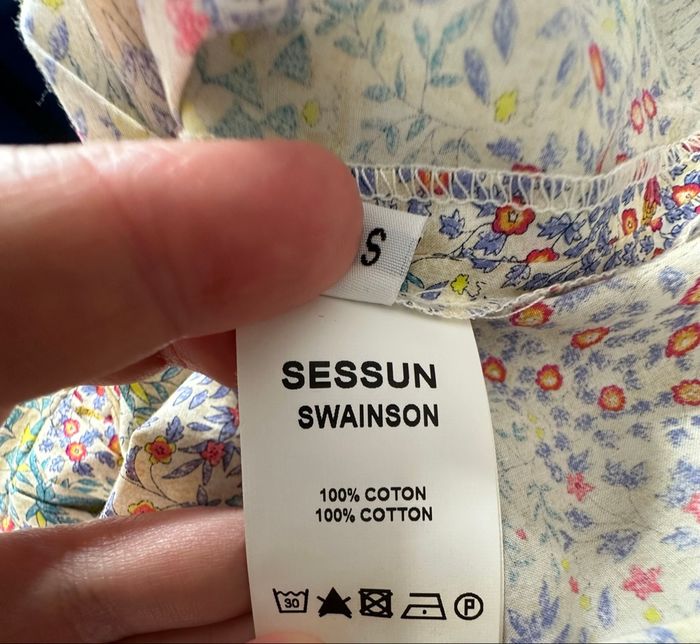 S
SESSUN
SWAINSON
100% COTON
100% COTTON
30
P